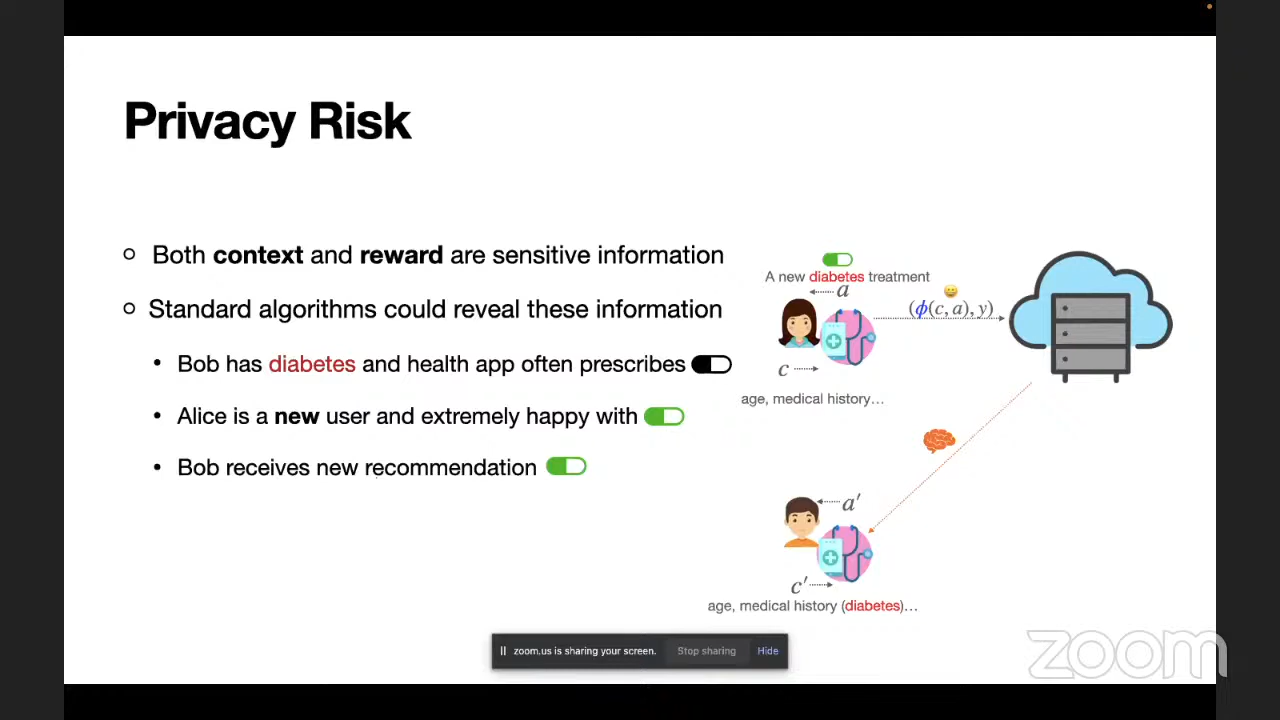 Privacy Risk
Both context and reward are sensitive information
Standard algorithms could reveal these information
Bob has diabetes and health app often prescribes
Alice is a new user and extremely happy with
Bob receives new recommendation
A new diabetes treatment
a
(ϕ(c, a), y)
c
age, medical history…
a′
c′
age, medical history (diabetes)…
zoom.us is sharing your screen. Stop sharing Hide
zoom